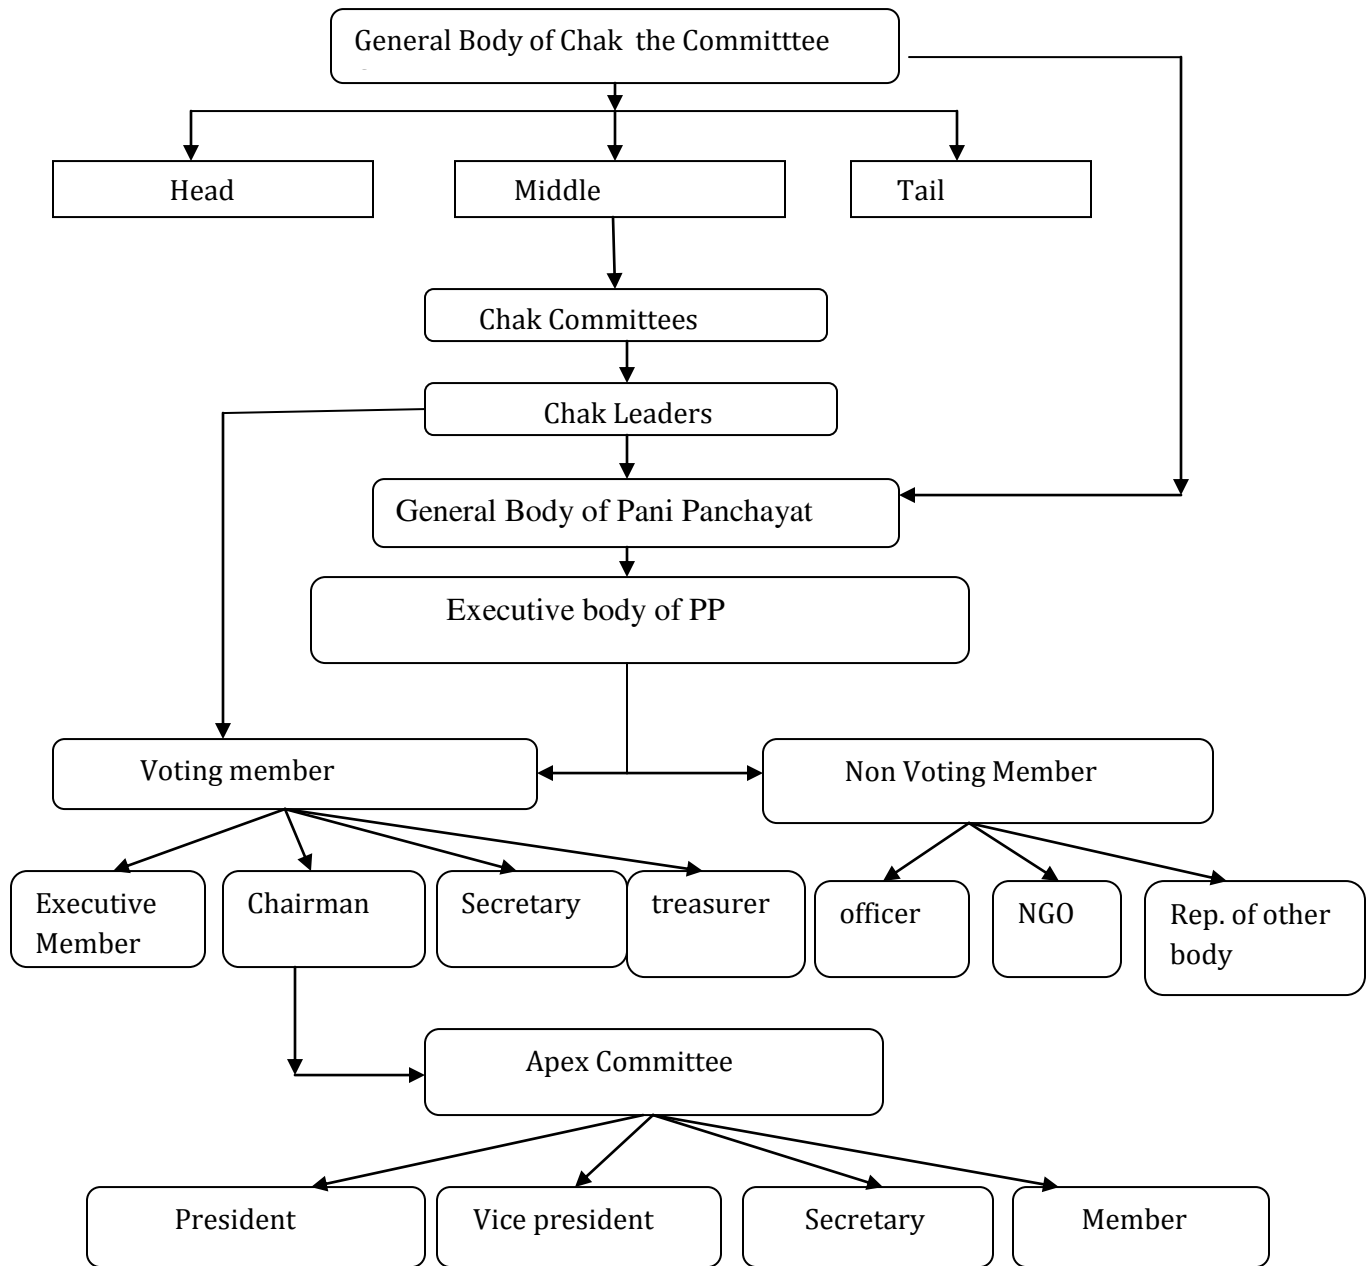 General Body of Chak the Committtee
Head
Middle
Tail
Chak Committees
Chak Leaders
General Body of Pani Panchayat
Executive body of PP
Voting member
Non Voting Member
Executive
Member
Chairman
Secretary
treasurer
officer
NGO
Rep. of other
body
Apex Committee
President
Vice president
Secretary
Member